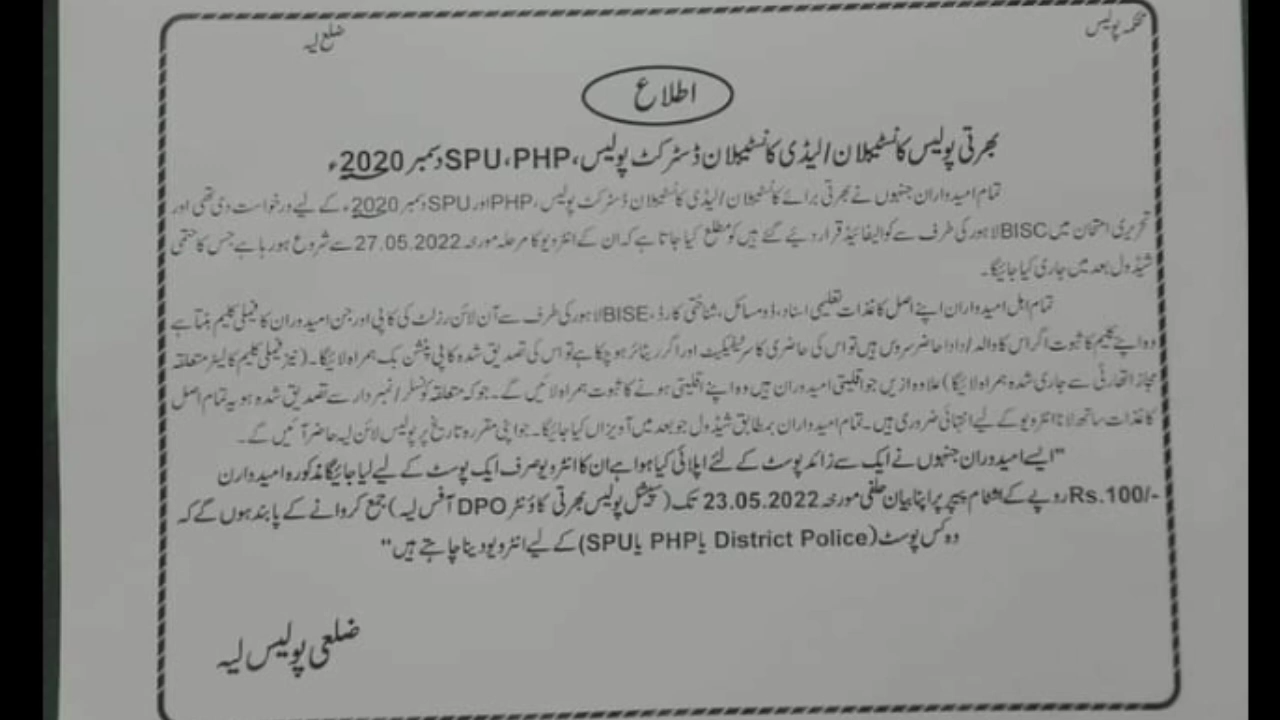 محکمہ پولیس
ضلع لیہ
اطلاع
بھرتی پولیس کانسٹیبلان/لیڈی کانسٹیبلان ڈسٹرکٹ پولیس، SPU،PHP دسمبر 2020ء
تمام امیدواران جنہوں نے بھرتی برائے کانسٹیبلان/لیڈی کانسٹیبلان ڈسٹرکٹ پولیس، PHP اور SPU دسمبر 2020ء کے لیے درخواست دی تھی اور
تحریری امتحان میں BISC لاہور کی طرف سے کوالیفائیڈ قرار دیئے گئے ہیں کو مطلع کیا جاتا ہے کہ ان کے انٹرویو کا مرحلہ مورخہ 27.05.2022 سے شروع ہو رہا ہے جس کا حتمی
شیڈول بعد میں جاری کیا جائیگا۔
تمام اہل امیدواران اپنے اصل کاغذات تعلیمی اسناد، ڈومسائل، شناختی کارڈ، BISE لاہور کی طرف سے آن لائن رزلٹ کی کاپی اور جن امیدوران کا فیملی کلیم بنتا ہے
وہ اپنے کلیم کا ثبوت اگر اس کا والد/دادا حاضر سروس ہیں تو اس کی حاضری کا سرٹیفیکیٹ اور اگر ریٹائر ہو چکا ہے تو اس کی تصدیق شدہ کاپی پنشن بک ہمراہ لائیگا۔ (نیز فیملی کلیم کا لیٹر متعلقہ
مجاز اتھارٹی سے جاری شدہ ہمراہ لائیگا) علاوہ ازیں جو اقلیتی امیدوران ہیں وہ اپنے اقلیتی ہونے کا ثبوت ہمراہ لائیں گے۔ جو کہ متعلقہ کونسلر/نمبردار سے تصدیق شدہ ہو یہ تمام اصل
کاغذات ساتھ لانا انٹرویو کے لیے انتہائی ضروری ہیں۔ تمام امیدواران بمطابق شیڈول جو بعد میں آویزاں کیا جائیگا۔ جو اپنی مقررہ تاریخ پر پولیس لائن لیہ حاضر آئیں گے۔
"ایسے امیدوران جنہوں نے ایک سے زائد پوسٹ کے لئے اپلائی کیا ہوا ہے ان کا انٹرویو صرف ایک پوسٹ کے لیے لیا جائیگا مذکورہ امیدوارن
Rs.100/- روپے کے اشٹام پیپر پر اپنا بیان حلفی مورخہ 23.05.2022 تک (سپیشل پولیس بھرتی کاؤنٹر DPO آفس لیہ) جمع کروانے کے پابند ہوں گے کہ
وہ کس پوسٹ (District Police یا PHP یا SPU) کے لیے انٹرویو دینا چاہتے ہیں"
ضلعی پولیس لیہ